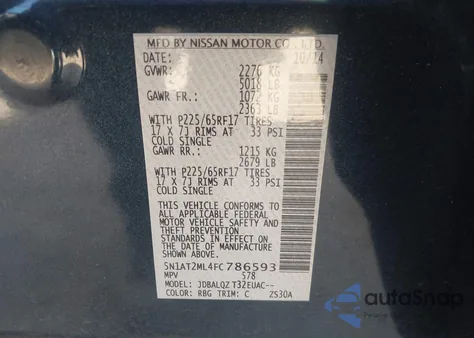 MFD BY NISSAN MOTOR CO., LTD.
DATE: 10/14
GVWR: 2276 KG
5018 LB
GAWR FR.: 1072 KG
2363 LB
WITH P225/65RF17 TIRES
17 X 7J RIMS AT 33 PSI
COLD SINGLE
GAWR RR.: 1215 KG
2679 LB
WITH P225/65RF17 TIRES
17 X 7J RIMS AT 33 PSI
COLD SINGLE
THIS VEHICLE CONFORMS TO
ALL APPLICABLE FEDERAL
MOTOR VEHICLE SAFETY AND
THEFT PREVENTION
STANDARDS IN EFFECT ON
THE DATE OF MANUFACTURE
SHOWN ABOVE.
5N1AT2ML4FC786593
MPV 578
MODEL: JDBALQZ T32EUAC--
COLOR: RBG TRIM: C ZS30A
autoSnap
Powered by